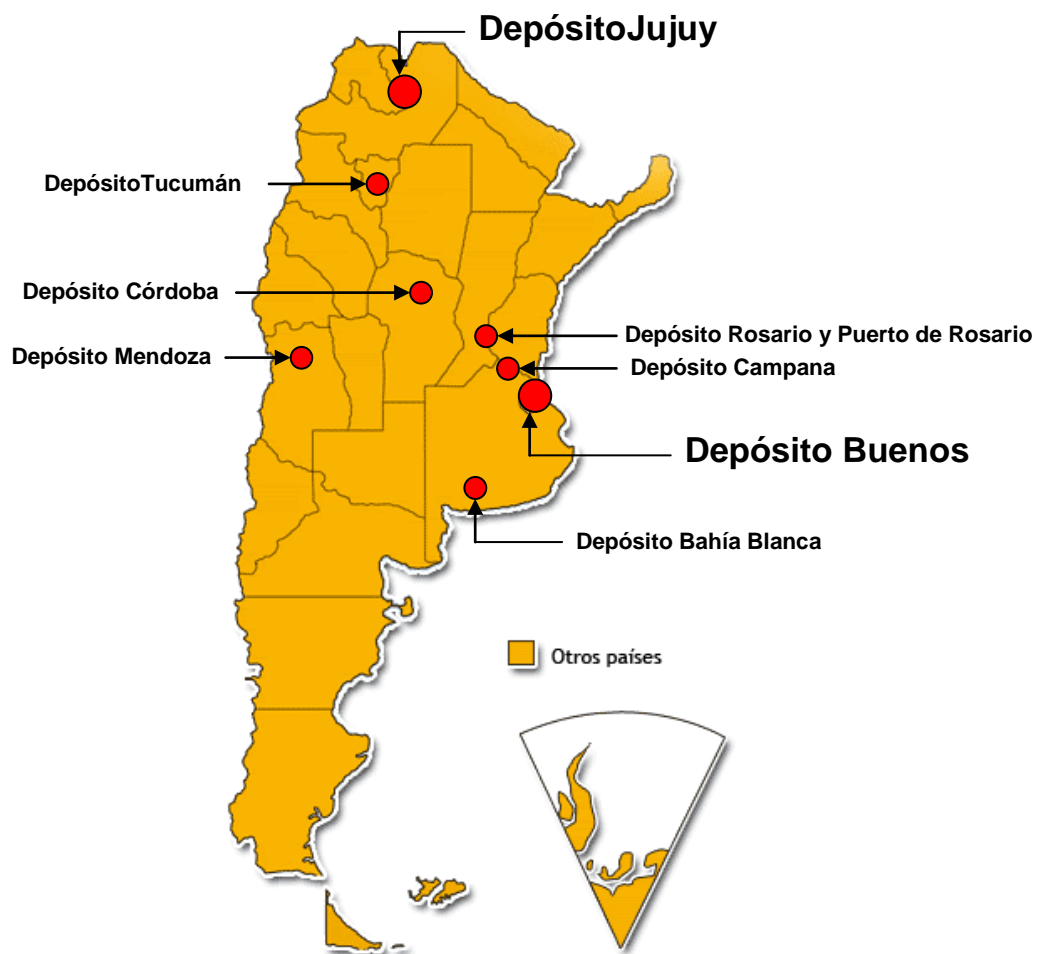 DepósitoJujuy
DepósitoTucumán
Depósito Córdoba
Depósito Rosario y Puerto de Rosario
Depósito Mendoza
Depósito Campana
Depósito Buenos
Depósito Bahía Blanca
Otros países